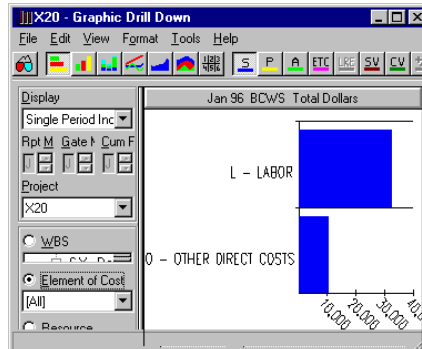 X20 - Graphic Drill Down
File Edit View Format Tools Help
S P A ETC LRE SV CV
Display
Jan 96 BCWS Total Dollars
Single Period Inc
Rpt M Gate M Cum F
Project
X20
WBS
Element of Cost
[All]
Resource
L - LABOR
O - OTHER DIRECT COSTS
10,000 20,000 30,000 40,0